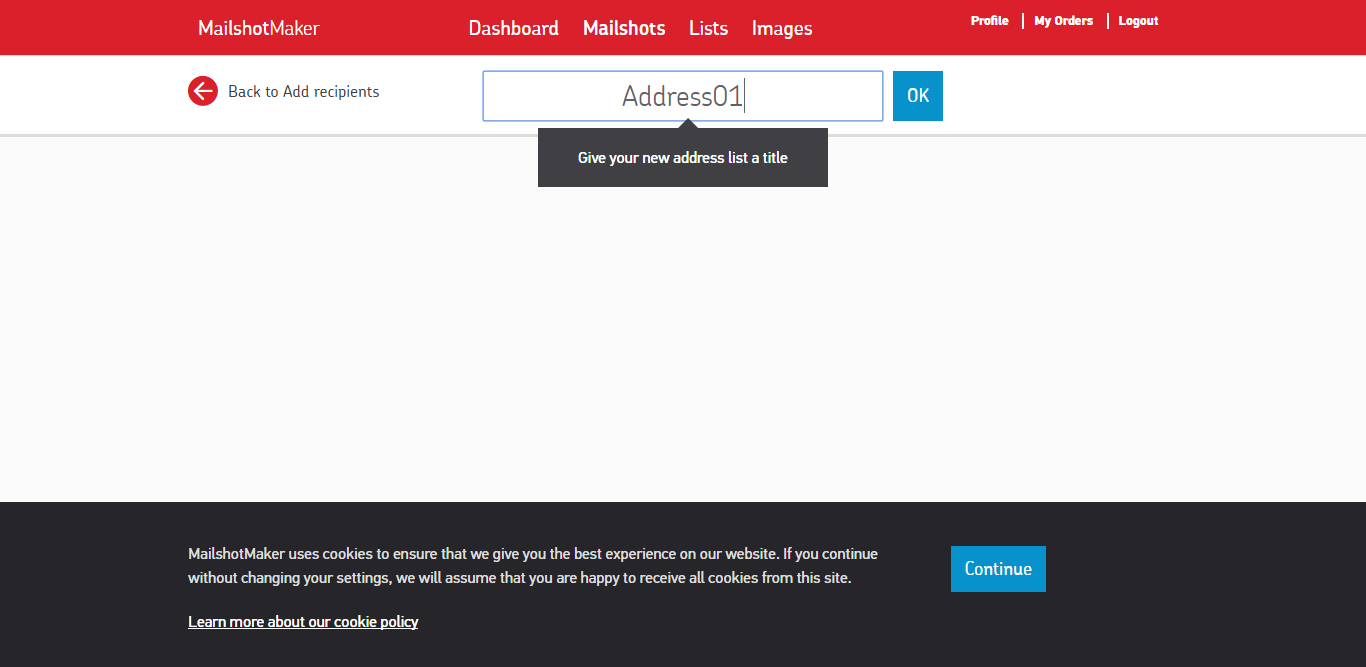 MailshotMaker Dashboard Mailshots Lists Images Profile My Orders Logout
Back to Add recipients Address01 OK
Give your new address list a title
MailshotMaker uses cookies to ensure that we give you the best experience on our website. If you continue
without changing your settings, we will assume that you are happy to receive all cookies from this site.
Continue
Learn more about our cookie policy